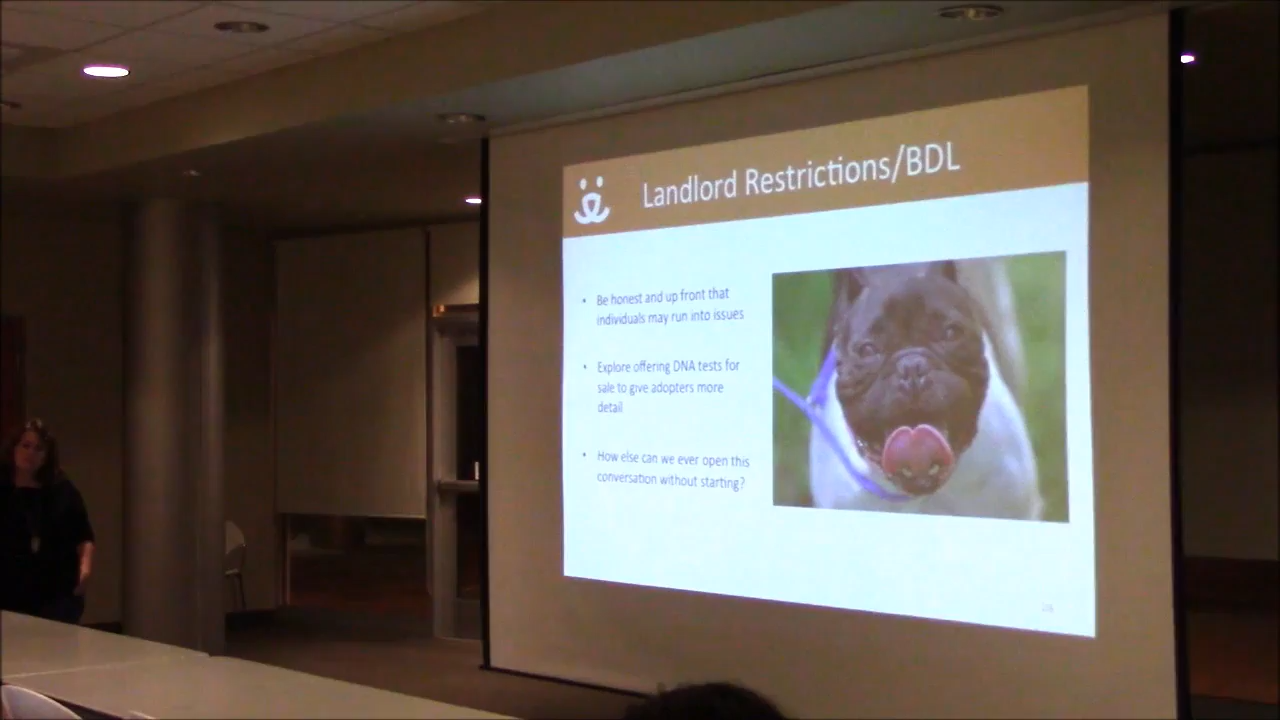 Landlord Restrictions/BDL
• Be honest and up front that
individuals may run into issues
• Explore offering DNA tests for
sale to give adopters more
detail
• How else can we ever open this
conversation without starting?